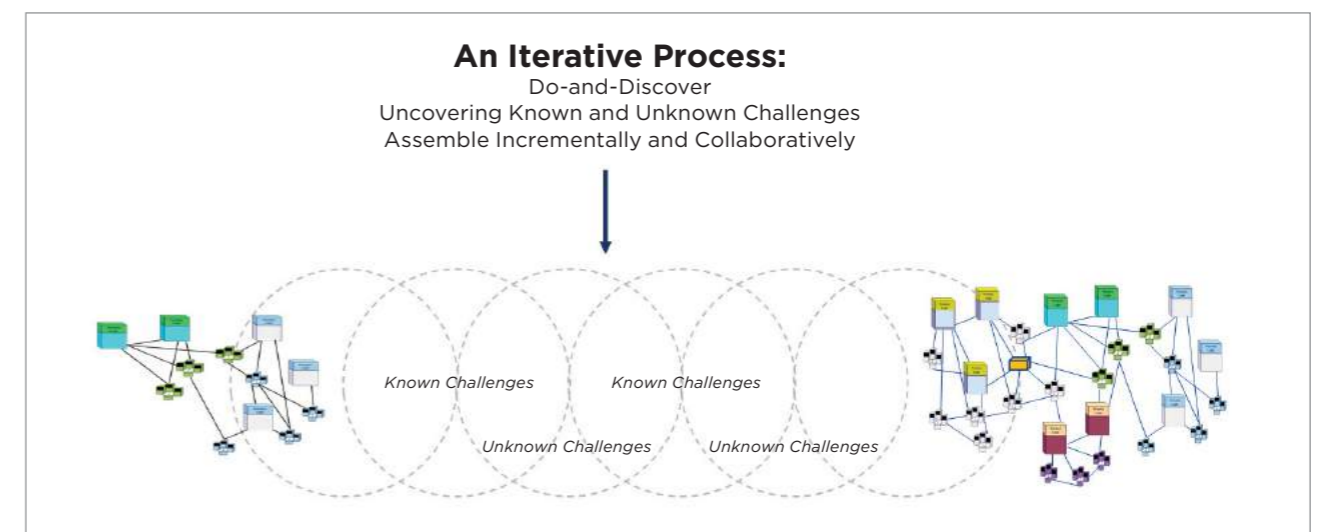 An Iterative Process:
Do-and-Discover
Uncovering Known and Unknown Challenges
Assemble Incrementally and Collaboratively
Known Challenges
Known Challenges
Unknown Challenges
Unknown Challenges